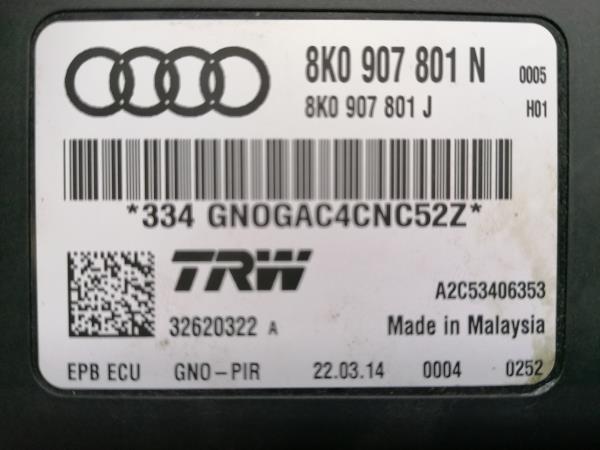 8K0 907 801 N 0005
8K0 907 801 J H01
*334 GNOGAC4CNC52Z*
TRW
A2C53406353
32620322 A Made in Malaysia
EPB ECU GNO-PIR 22.03.14 0004 0252